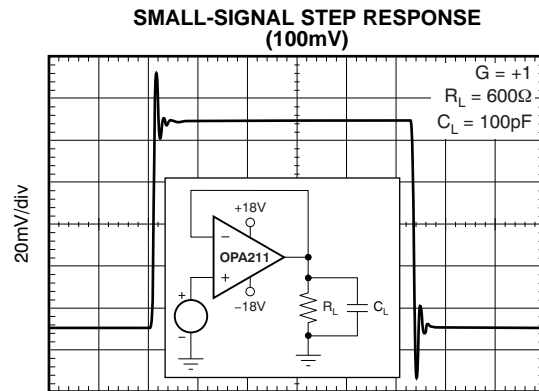 SMALL-SIGNAL STEP RESPONSE
(100mV)
G = +1
R_L = 600Ω
C_L = 100pF
20mV/div
+18V
−
OPA211
+
−18V
+
−
R_L
C_L